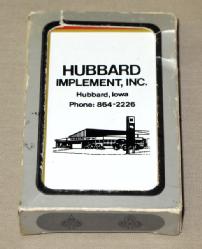 HUBBARD
IMPLEMENT, INC.
Hubbard, Iowa
Phone: 864-2226